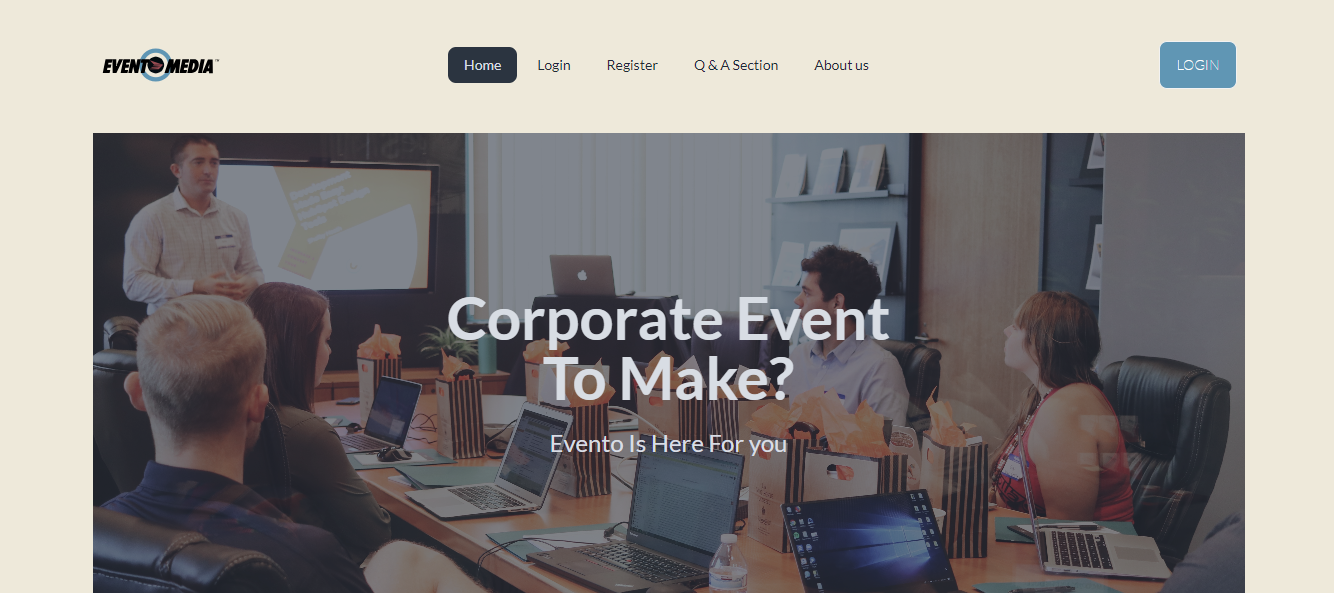 EVENTO MEDIA™
Home Login Register Q & A Section About us
LOGIN
Corporate Event
To Make?
Evento Is Here For you